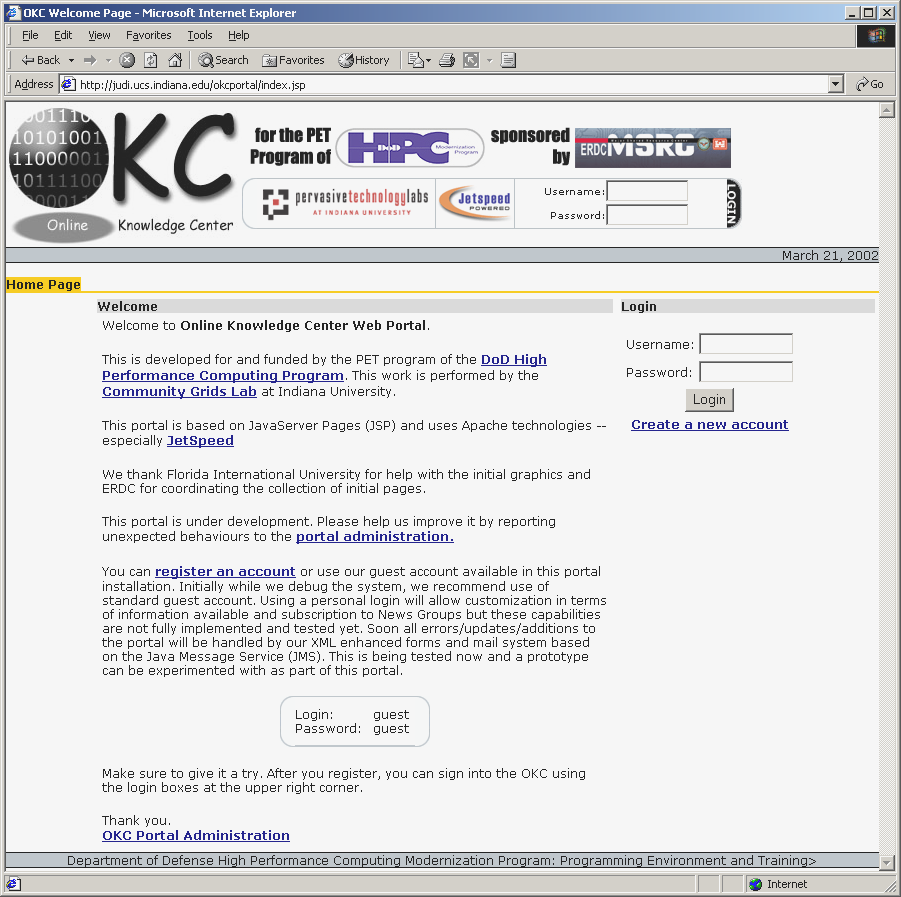 OKC Welcome Page - Microsoft Internet Explorer
File Edit View Favorites Tools Help
Back Search Favorites History
Address http://judi.ucs.indiana.edu/okcportal/index.jsp Go
OKC
Online Knowledge Center
for the PET
Program of
DoD HPC Modernization Program
sponsored
by
ERDC MSRC
pervasivetechnologylabs
AT INDIANA UNIVERSITY
Jetspeed
POWERED
Username:
Password:
LOGIN
March 21, 2002
Home Page
Welcome
Welcome to Online Knowledge Center Web Portal.
This is developed for and funded by the PET program of the DoD High
Performance Computing Program. This work is performed by the
Community Grids Lab at Indiana University.
This portal is based on JavaServer Pages (JSP) and uses Apache technologies --
especially JetSpeed
We thank Florida International University for help with the initial graphics and
ERDC for coordinating the collection of initial pages.
This portal is under development. Please help us improve it by reporting
unexpected behaviours to the portal administration.
You can register an account or use our guest account available in this portal
installation. Initially while we debug the system, we recommend use of
standard guest account. Using a personal login will allow customization in terms
of information available and subscription to News Groups but these capabilities
are not fully implemented and tested yet. Soon all errors/updates/additions to
the portal will be handled by our XML enhanced forms and mail system based
on the Java Message Service (JMS). This is being tested now and a prototype
can be experimented with as part of this portal.
Login: guest
Password: guest
Make sure to give it a try. After you register, you can sign into the OKC using
the login boxes at the upper right corner.
Thank you.
OKC Portal Administration
Login
Username:
Password:
Login
Create a new account
Department of Defense High Performance Computing Modernization Program: Programming Environment and Training>
Internet